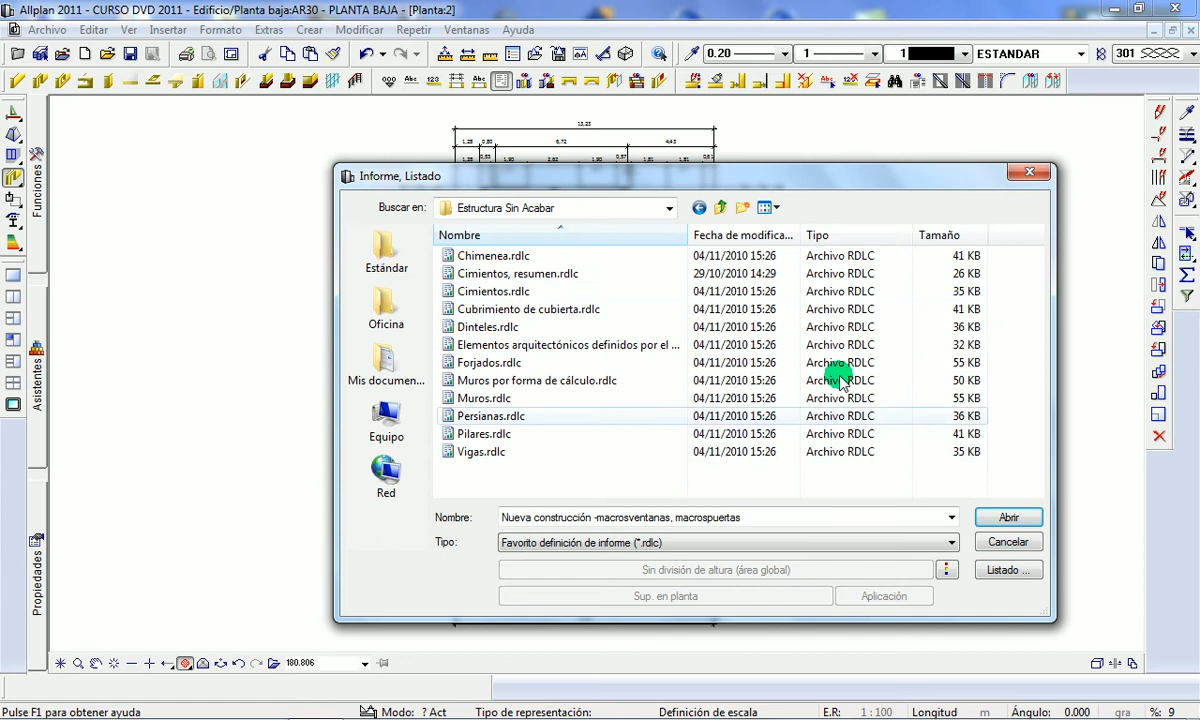 Allplan 2011 - CURSO DVD 2011 - Edificio/Planta baja:AR30 - PLANTA BAJA - [Planta:2]
Archivo Editar Ver Insertar Formato Extras Crear Modificar Repetir Ventanas Ayuda
0.20 1 1 ESTANDAR 301
Abc 123 Abc
Funciones
Asistentes
Propiedades
13,23
6,72 4,43
Informe, Listado
Buscar en: Estructura Sin Acabar
Nombre Fecha de modifica... Tipo Tamaño
Chimenea.rdlc 04/11/2010 15:26 Archivo RDLC 41 KB
Cimientos, resumen.rdlc 29/10/2010 14:29 Archivo RDLC 26 KB
Cimientos.rdlc 04/11/2010 15:26 Archivo RDLC 35 KB
Cubrimiento de cubierta.rdlc 04/11/2010 15:26 Archivo RDLC 41 KB
Dinteles.rdlc 04/11/2010 15:26 Archivo RDLC 36 KB
Elementos arquitectónicos definidos por el ... 04/11/2010 15:26 Archivo RDLC 32 KB
Forjados.rdlc 04/11/2010 15:26 Archivo RDLC 55 KB
Muros por forma de cálculo.rdlc 04/11/2010 15:26 Archivo RDLC 50 KB
Muros.rdlc 04/11/2010 15:26 Archivo RDLC 55 KB
Persianas.rdlc 04/11/2010 15:26 Archivo RDLC 36 KB
Pilares.rdlc 04/11/2010 15:26 Archivo RDLC 41 KB
Vigas.rdlc 04/11/2010 15:26 Archivo RDLC 35 KB
Estándar
Oficina
Mis documen...
Equipo
Red
Nombre: Nueva construcción -macrosventanas, macrospuertas Abrir
Tipo: Favorito definición de informe (*.rdlc) Cancelar
Sin división de altura (área global) Listado ...
Sup. en planta Aplicación
180.806
Pulse F1 para obtener ayuda Modo: ? Act Tipo de representación: Definición de escala E.R: 1 : 100 Longitud m Ángulo: 0.000 gra %: 9